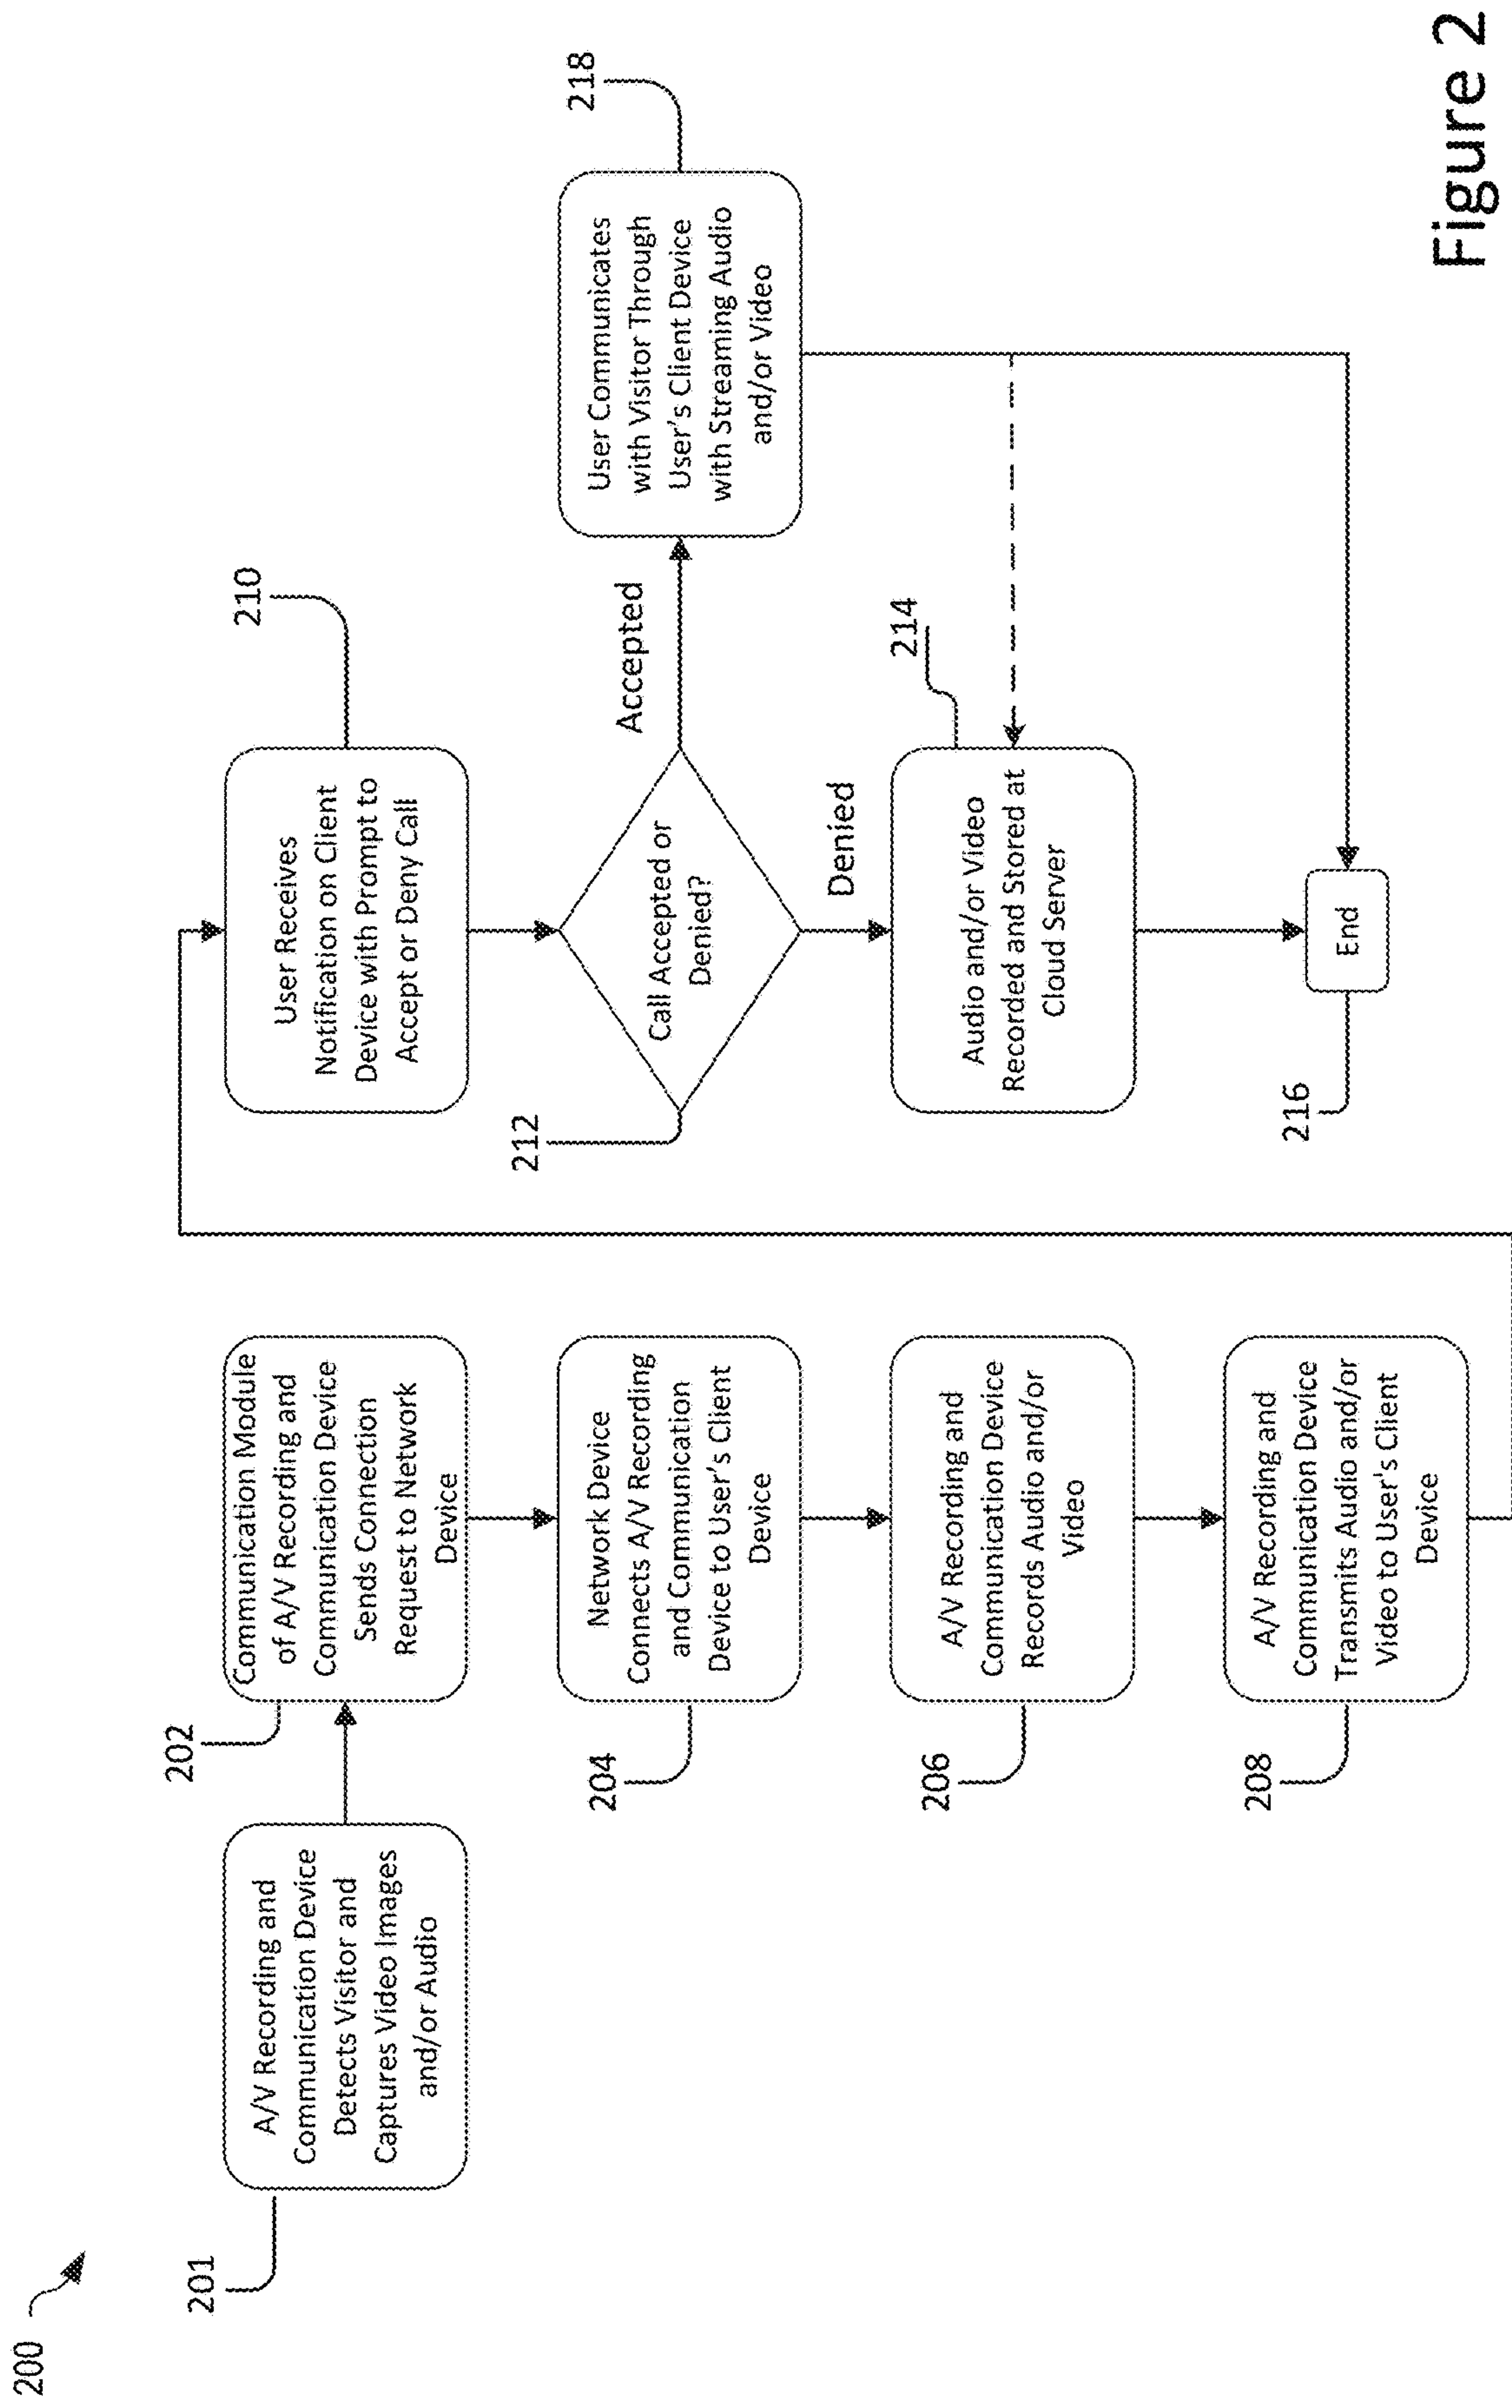 200
201
A/V Recording and
Communication Device
Detects Visitor and
Captures Video Images
and/or Audio
202
Communication Module
of A/V Recording and
Communication Device
Sends Connection
Request to Network
Device
204
Network Device
Connects A/V Recording
and Communication
Device to User's Client
Device
206
A/V Recording and
Communication Device
Records Audio and/or
Video
208
A/V Recording and
Communication Device
Transmits Audio and/or
Video to User's Client
Device
210
User Receives
Notification on Client
Device with Prompt to
Accept or Deny Call
212
Call Accepted or
Denied?
Accepted
218
User Communicates
with Visitor Through
User's Client Device
with Streaming Audio
and/or Video
Denied
214
Audio and/or Video
Recorded and Stored at
Cloud Server
216
End
Figure 2